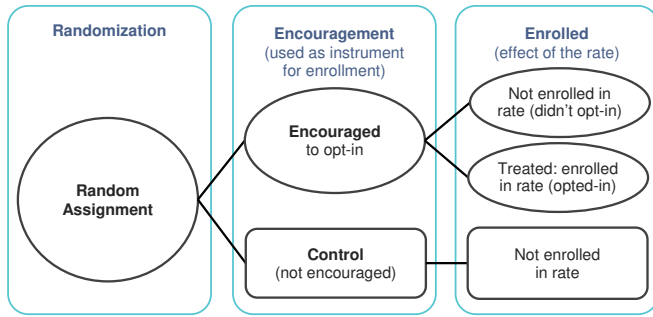 Randomization
Random
Assignment
Encouragement
(used as instrument
for enrollment)
Encouraged
to opt-in
Control
(not encouraged)
Enrolled
(effect of the rate)
Not enrolled in
rate (didn’t opt-in)
Treated: enrolled
in rate (opted-in)
Not enrolled
in rate